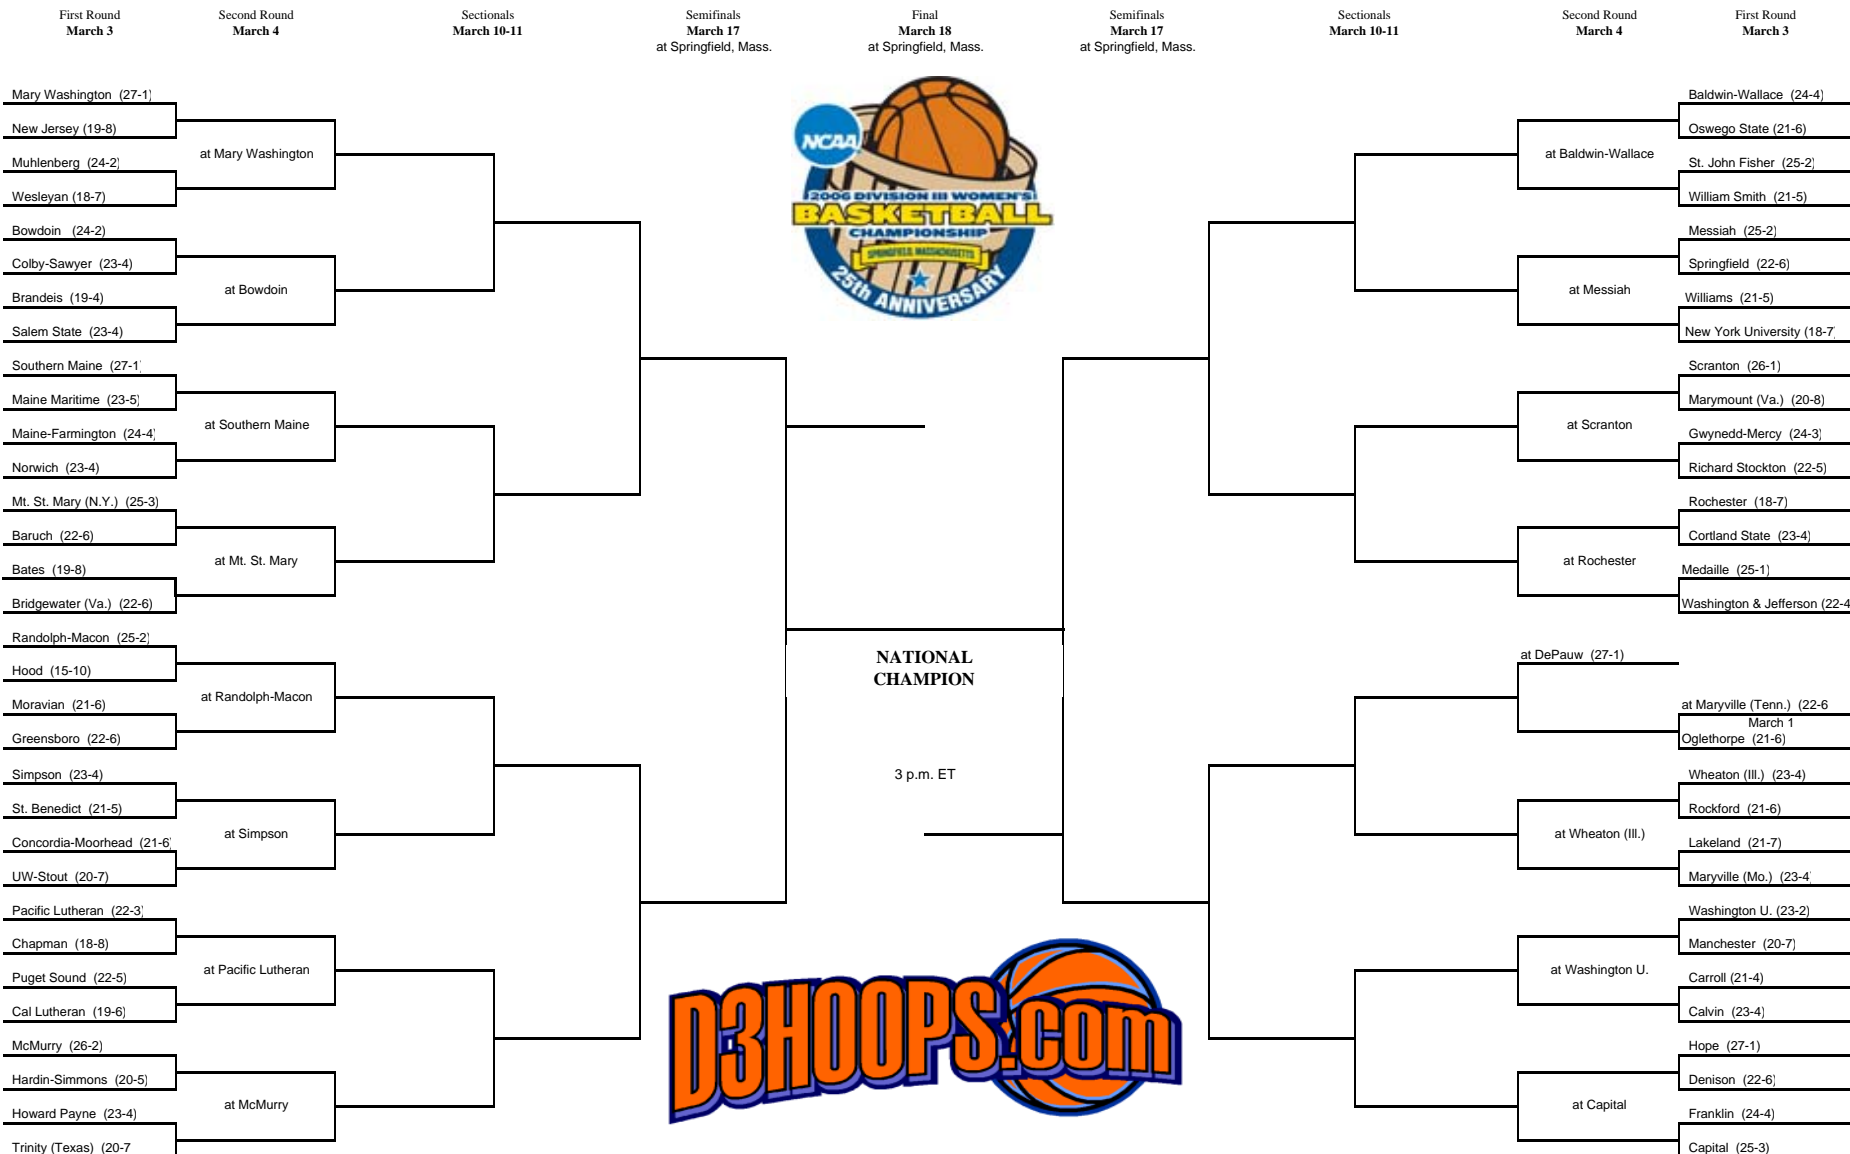 First Round
March 3
Second Round
March 4
Sectionals
March 10-11
Semifinals
March 17
at Springfield, Mass.
Final
March 18
at Springfield, Mass.
Semifinals
March 17
at Springfield, Mass.
Sectionals
March 10-11
Second Round
March 4
First Round
March 3
Mary Washington (27-1)
New Jersey (19-8)
Muhlenberg (24-2)
Wesleyan (18-7)
Bowdoin (24-2)
Colby-Sawyer (23-4)
Brandeis (19-4)
Salem State (23-4)
Southern Maine (27-1)
Maine Maritime (23-5)
Maine-Farmington (24-4)
Norwich (23-4)
Mt. St. Mary (N.Y.) (25-3)
Baruch (22-6)
Bates (19-8)
Bridgewater (Va.) (22-6)
Randolph-Macon (25-2)
Hood (15-10)
Moravian (21-6)
Greensboro (22-6)
Simpson (23-4)
St. Benedict (21-5)
Concordia-Moorhead (21-6)
UW-Stout (20-7)
Pacific Lutheran (22-3)
Chapman (18-8)
Puget Sound (22-5)
Cal Lutheran (19-6)
McMurry (26-2)
Hardin-Simmons (20-5)
Howard Payne (23-4)
Trinity (Texas) (20-7
at Mary Washington
at Bowdoin
at Southern Maine
at Mt. St. Mary
at Randolph-Macon
at Simpson
at Pacific Lutheran
at McMurry
NCAA
2006 DIVISION III WOMEN'S
BASKETBALL
CHAMPIONSHIP
SPRINGFIELD, MASSACHUSETTS
25th ANNIVERSARY
NATIONAL
CHAMPION
3 p.m. ET
D3HOOPS.com
at Baldwin-Wallace
at Messiah
at Scranton
at Rochester
at DePauw (27-1)
at Wheaton (Ill.)
at Washington U.
at Capital
Baldwin-Wallace (24-4)
Oswego State (21-6)
St. John Fisher (25-2)
William Smith (21-5)
Messiah (25-2)
Springfield (22-6)
Williams (21-5)
New York University (18-7)
Scranton (26-1)
Marymount (Va.) (20-8)
Gwynedd-Mercy (24-3)
Richard Stockton (22-5)
Rochester (18-7)
Cortland State (23-4)
Medaille (25-1)
Washington & Jefferson (22-4
at Maryville (Tenn.) (22-6
March 1
Oglethorpe (21-6)
Wheaton (Ill.) (23-4)
Rockford (21-6)
Lakeland (21-7)
Maryville (Mo.) (23-4)
Washington U. (23-2)
Manchester (20-7)
Carroll (21-4)
Calvin (23-4)
Hope (27-1)
Denison (22-6)
Franklin (24-4)
Capital (25-3)